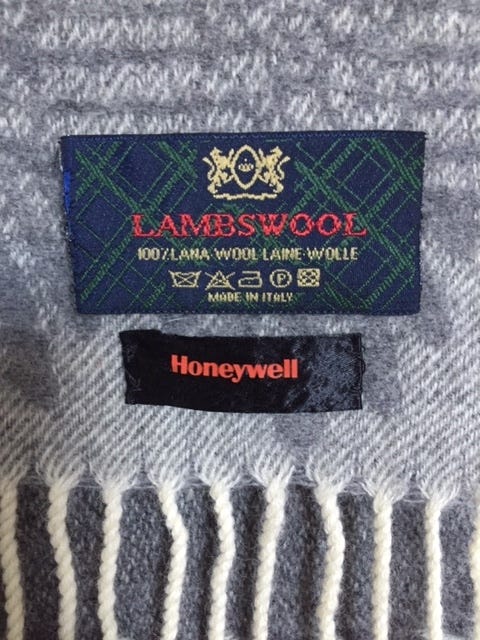 LAMBSWOOL
100% LANA-WOOL-LAINE-WOLLE
P
MADE IN ITALY
Honeywell